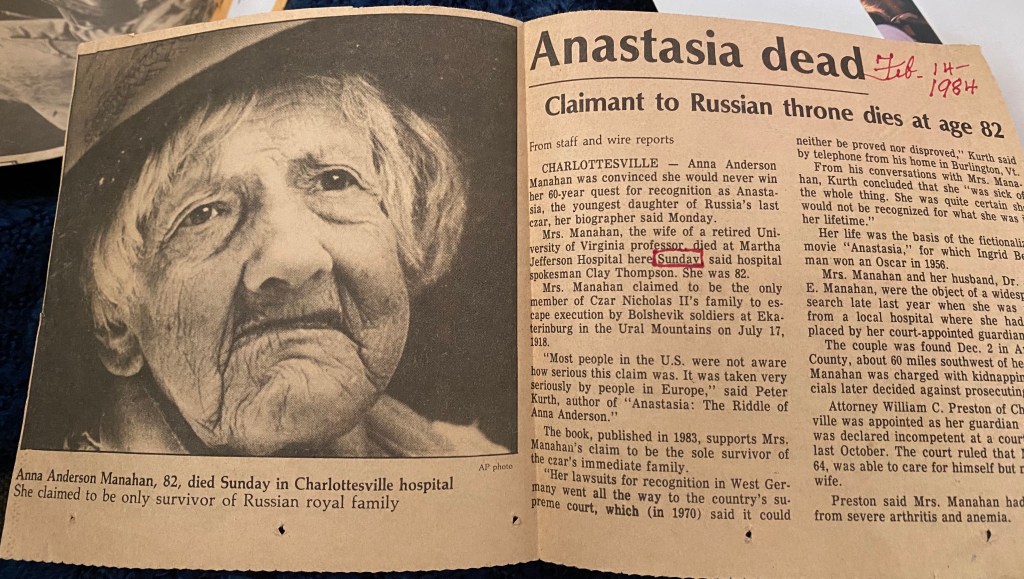 Anastasia dead
Feb. 14-
1984
Claimant to Russian throne dies at age 82
From staff and wire reports
CHARLOTTESVILLE — Anna Anderson
Manahan was convinced she would never win
her 60-year quest for recognition as Anasta-
sia, the youngest daughter of Russia's last
czar, her biographer said Monday.
Mrs. Manahan, the wife of a retired Uni-
versity of Virginia professor, died at Martha
Jefferson Hospital here Sunday, said hospital
spokesman Clay Thompson. She was 82.
Mrs. Manahan claimed to be the only
member of Czar Nicholas II's family to es-
cape execution by Bolshevik soldiers at Eka-
terinburg in the Ural Mountains on July 17,
1918.
"Most people in the U.S. were not aware
how serious this claim was. It was taken very
seriously by people in Europe," said Peter
Kurth, author of "Anastasia: The Riddle of
Anna Anderson."
The book, published in 1983, supports Mrs.
Manahan's claim to be the sole survivor of
the czar's immediate family.
"Her lawsuits for recognition in West Ger-
many went all the way to the country's su-
preme court, which (in 1970) said it could
neither be proved nor disproved," Kurth said
by telephone from his home in Burlington, Vt.
From his conversations with Mrs. Mana-
han, Kurth concluded that she "was sick of
the whole thing. She was quite certain sh
would not be recognized for what she was
her lifetime."
Her life was the basis of the fictionaliz
movie "Anastasia," for which Ingrid Be
man won an Oscar in 1956.
Mrs. Manahan and her husband, Dr.
E. Manahan, were the object of a widesp
search late last year when she was
from a local hospital where she had
placed by her court-appointed guardian
The couple was found Dec. 2 in A
County, about 60 miles southwest of he
Manahan was charged with kidnappin
cials later decided against prosecutin
Attorney William C. Preston of Ch
ville was appointed as her guardian
was declared incompetent at a cour
last October. The court ruled that M
64, was able to care for himself but n
wife.
Preston said Mrs. Manahan had
from severe arthritis and anemia.
AP photo
Anna Anderson Manahan, 82, died Sunday in Charlottesville hospital
She claimed to be only survivor of Russian royal family